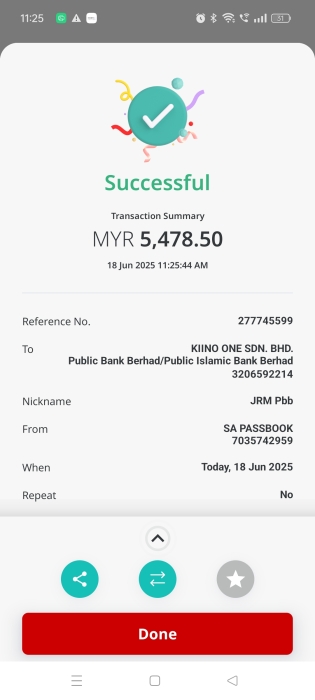 11:25
31
Successful
Transaction Summary
MYR 5,478.50
18 Jun 2025 11:25:44 AM
Reference No. 277745599
To KIINO ONE SDN. BHD.
Public Bank Berhad/Public Islamic Bank Berhad
3206592214
Nickname JRM Pbb
From SA PASSBOOK
7035742959
When Today, 18 Jun 2025
Repeat No
Done